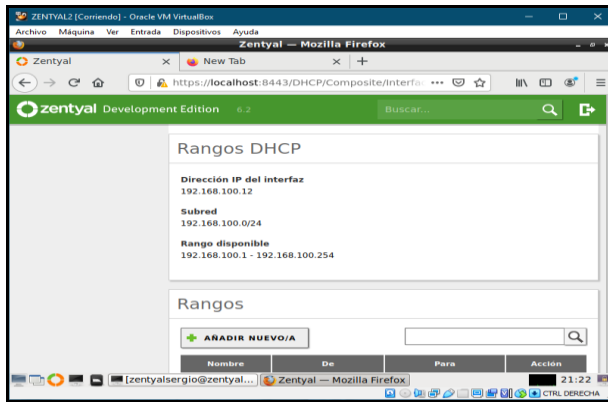 ZENTYAL2 [Corriendo] - Oracle VM VirtualBox
Archivo Máquina Ver Entrada Dispositivos Ayuda
Zentyal — Mozilla Firefox
Zentyal New Tab
https://localhost:8443/DHCP/Composite/Interfa
zentyal Development Edition 6.2 Buscar...
Rangos DHCP
Dirección IP del interfaz
192.168.100.12
Subred
192.168.100.0/24
Rango disponible
192.168.100.1 - 192.168.100.254
Rangos
AÑADIR NUEVO/A
Nombre De Para Acción
[zentyalsergio@zentyal... Zentyal — Mozilla Firefox 21:22
CTRL DERECHA